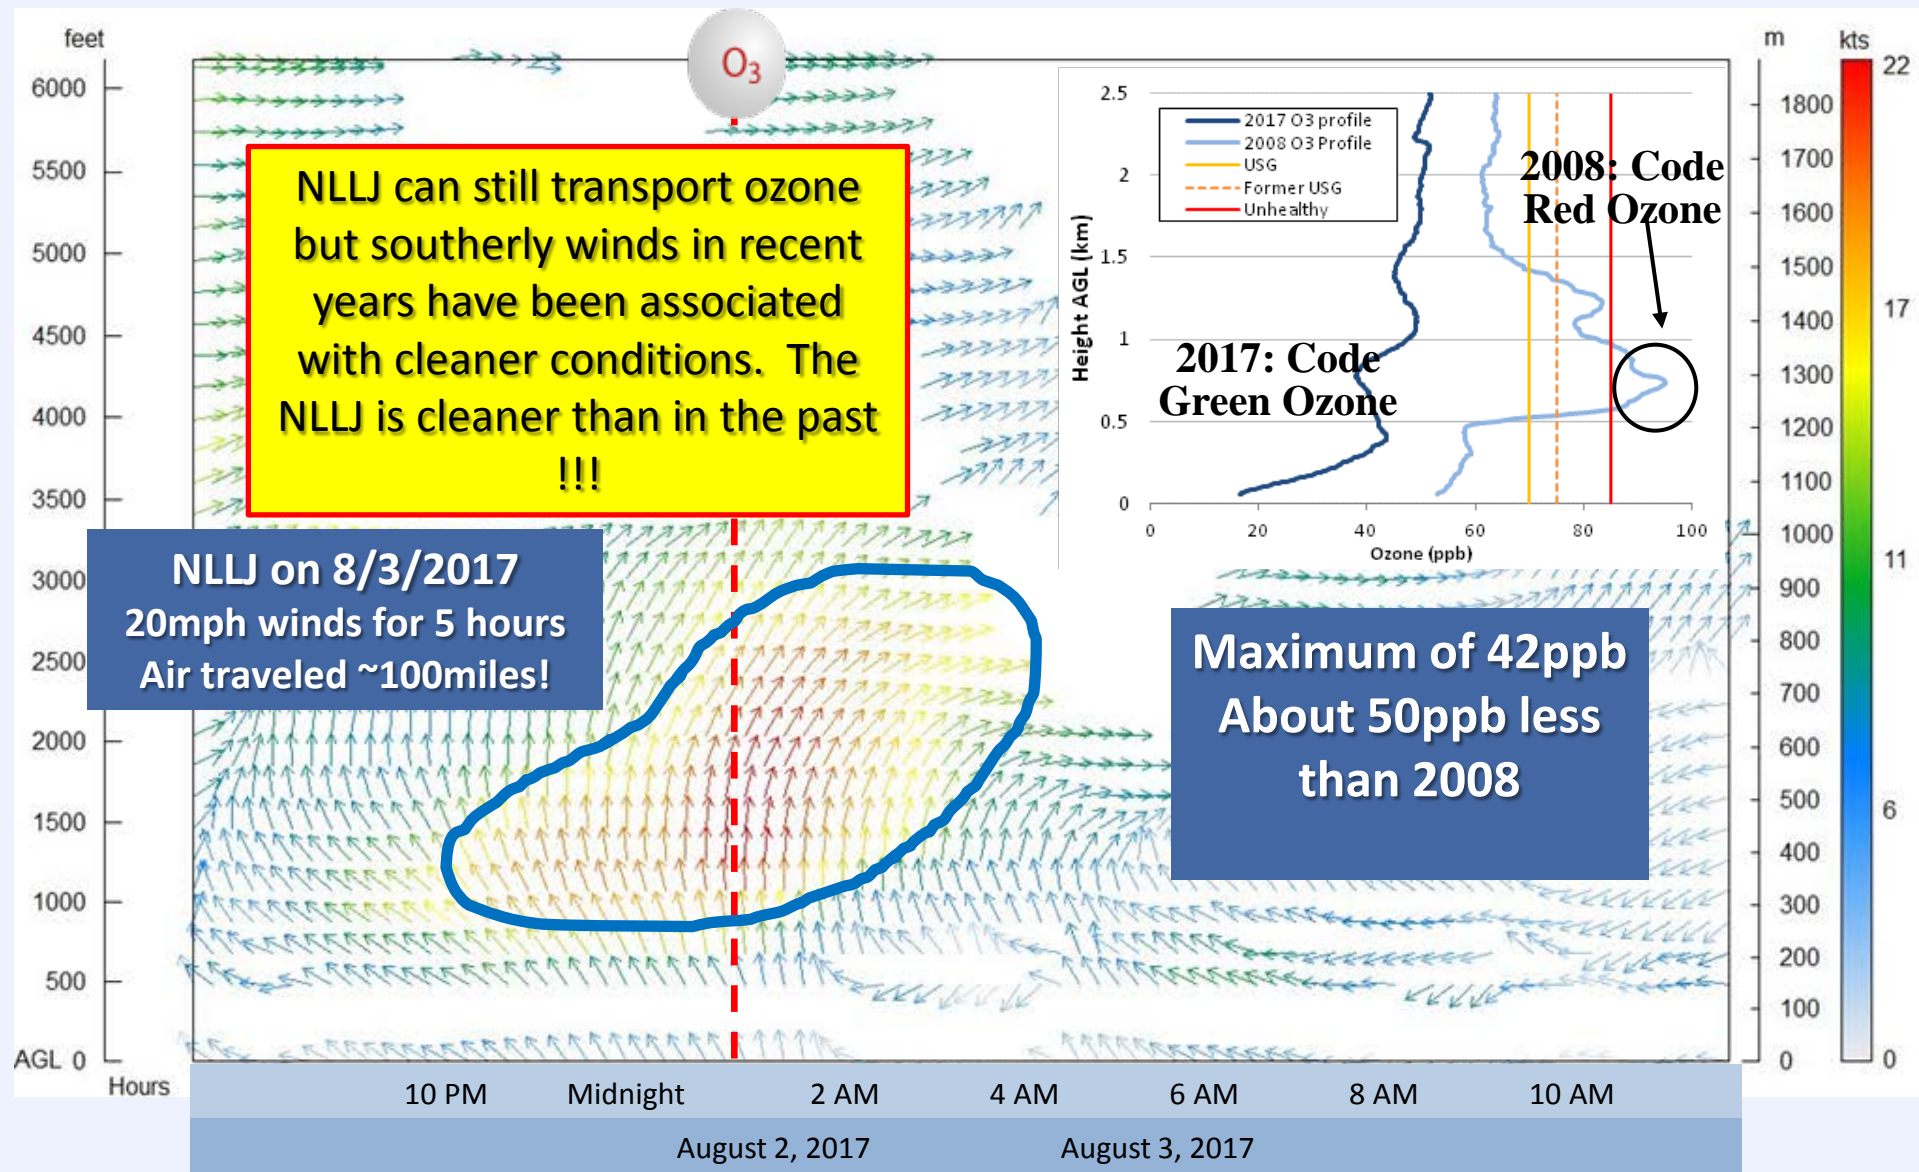 feet
6000
5500
5000
4500
4000
3500
3000
2500
2000
1500
1000
500
AGL 0
Hours
O3
NLLJ can still transport ozone
but southerly winds in recent
years have been associated
with cleaner conditions. The
NLLJ is cleaner than in the past
!!!
NLLJ on 8/3/2017
20mph winds for 5 hours
Air traveled ~100miles!
2.5
2
1.5
1
0.5
0
Height AGL (km)
2017 O3 profile
2008 O3 Profile
USG
Former USG
Unhealthy
2008: Code
Red Ozone
2017: Code
Green Ozone
0 20 40 60 80 100
Ozone (ppb)
Maximum of 42ppb
About 50ppb less
than 2008
m
1800
1700
1600
1500
1400
1300
1200
1100
1000
900
800
700
600
500
400
300
200
100
0
kts
22
17
11
6
0
10 PM Midnight 2 AM 4 AM 6 AM 8 AM 10 AM
August 2, 2017 August 3, 2017